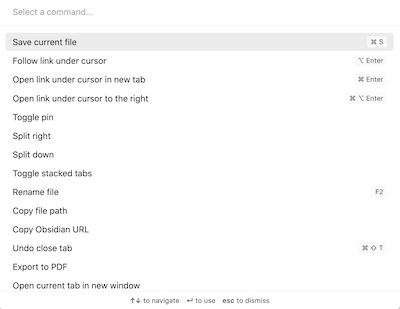 Select a command...
Save current file ⌘ S
Follow link under cursor ⌥ Enter
Open link under cursor in new tab ⌘ Enter
Open link under cursor to the right ⌘ ⌥ Enter
Toggle pin
Split right
Split down
Toggle stacked tabs
Rename file F2
Copy file path
Copy Obsidian URL
Undo close tab ⌘ ⇧ T
Export to PDF
Open current tab in new window
↑↓ to navigate ↵ to use esc to dismiss